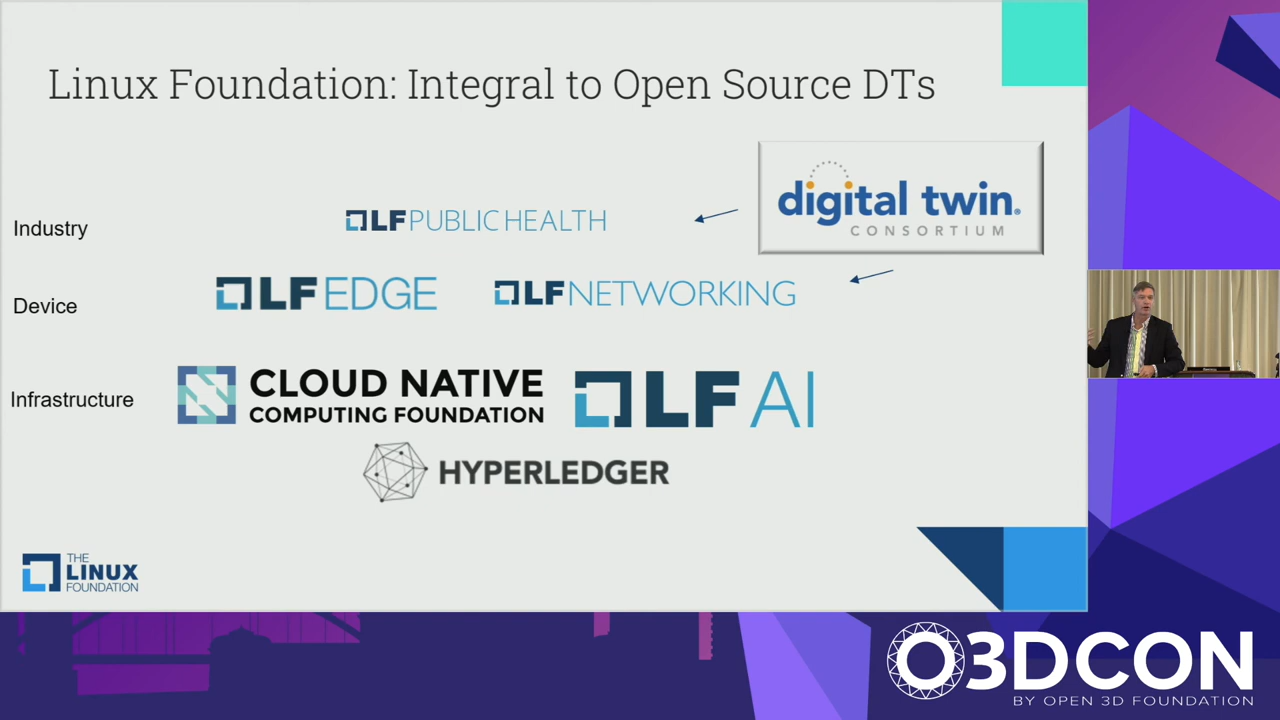 Linux Foundation: Integral to Open Source DTs
digital twin®
CONSORTIUM
Industry
LF PUBLIC HEALTH
Device
LF EDGE
LF NETWORKING
Infrastructure
CLOUD NATIVE
COMPUTING FOUNDATION
LF AI
HYPERLEDGER
THE
LINUX
FOUNDATION
O3DCON
BY OPEN 3D FOUNDATION